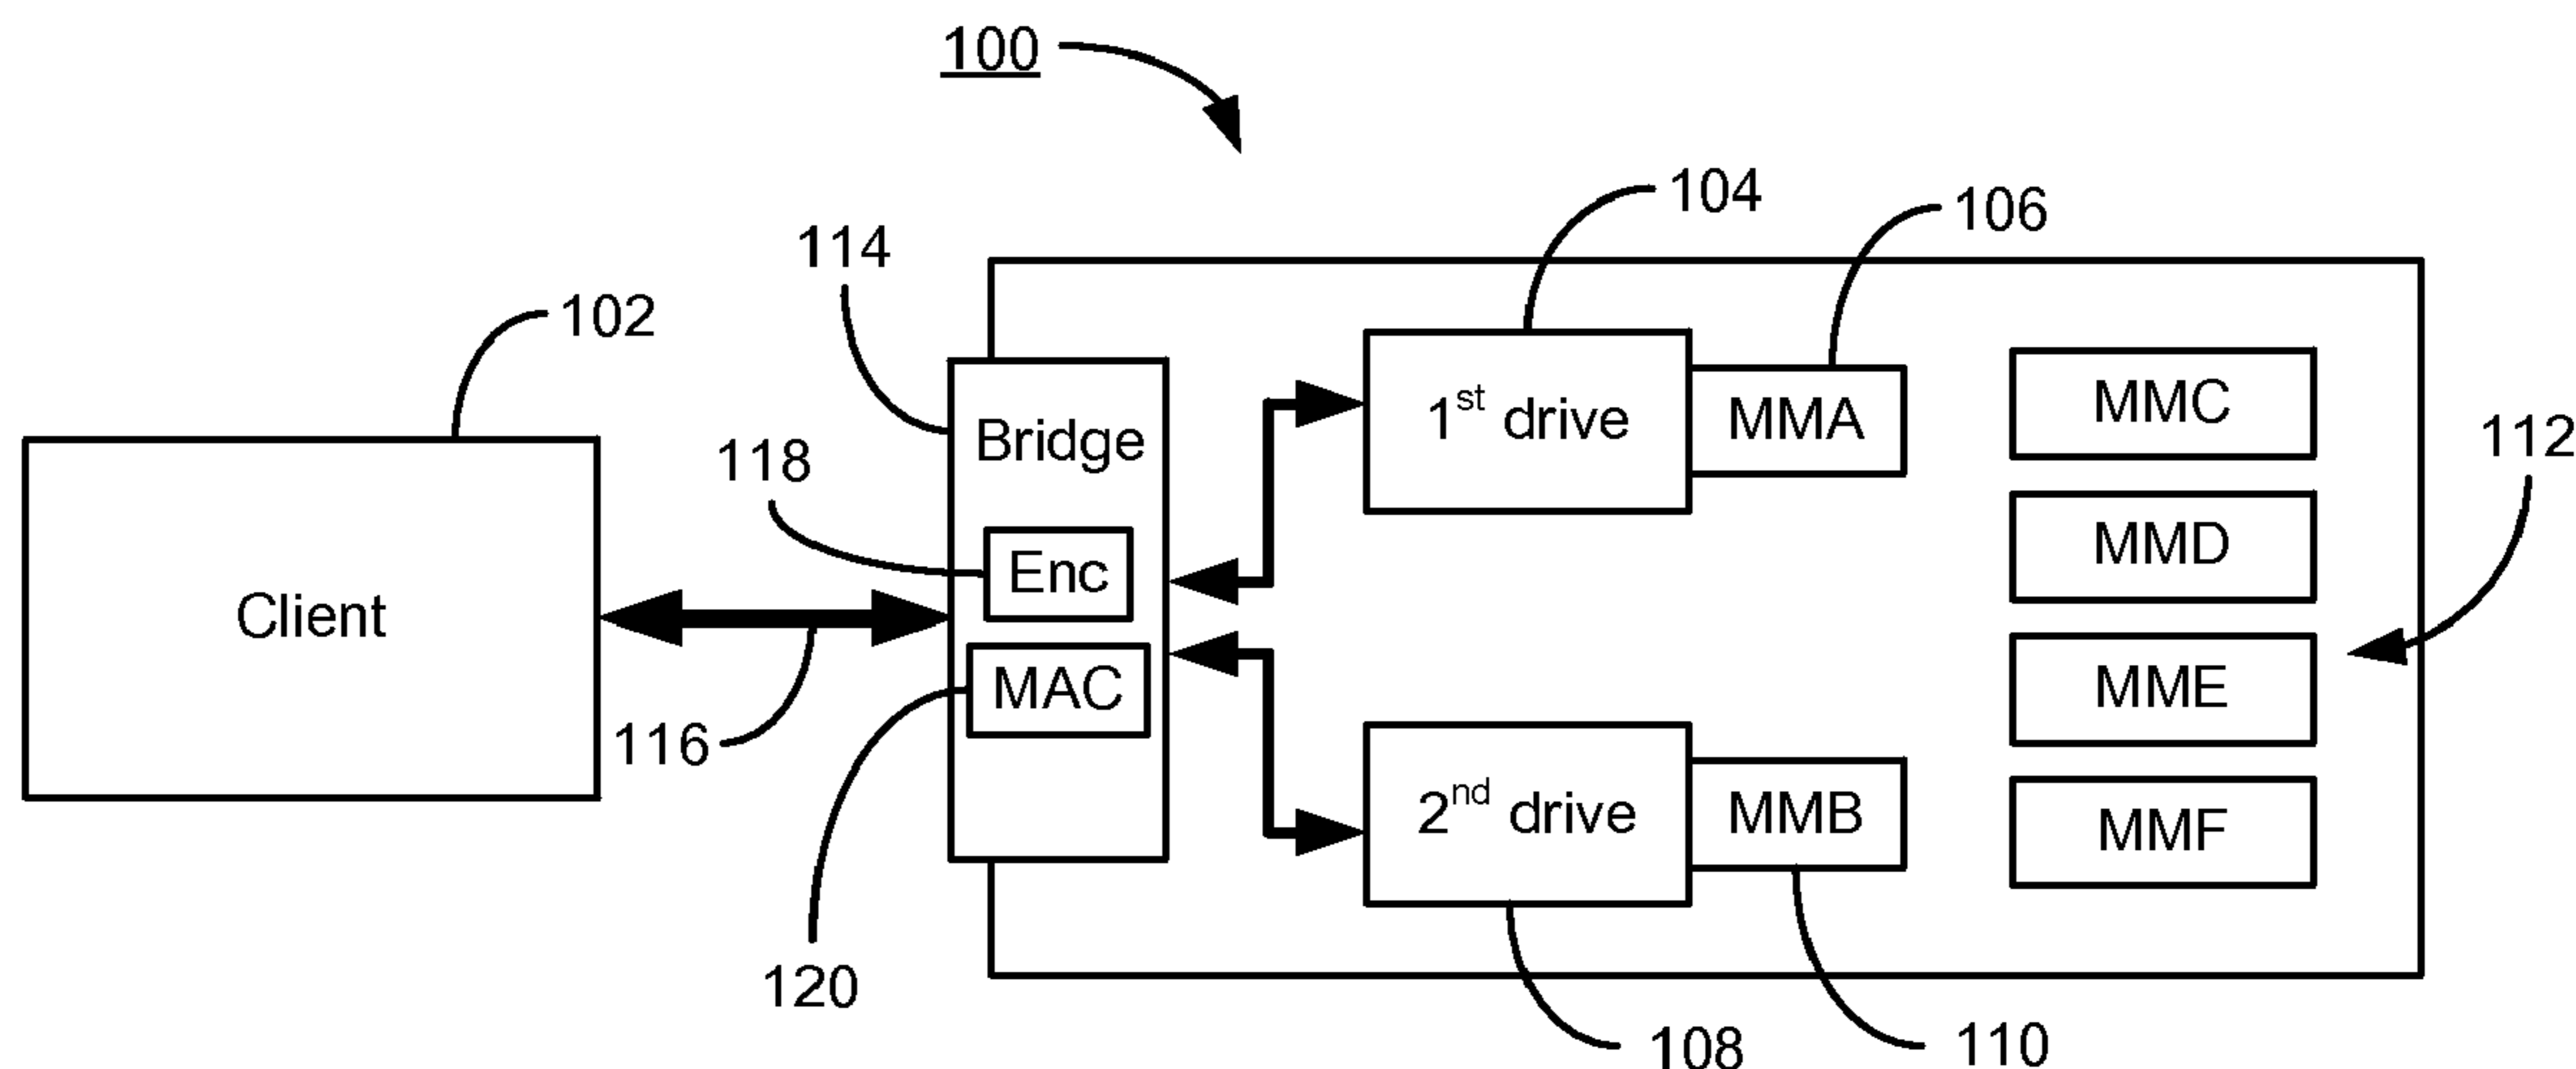 100
104
106
114
102
1st drive
MMA
MMC
112
Bridge
118
MMD
Enc
Client
MAC
MME
116
2nd drive
MMB
MMF
120
108
110